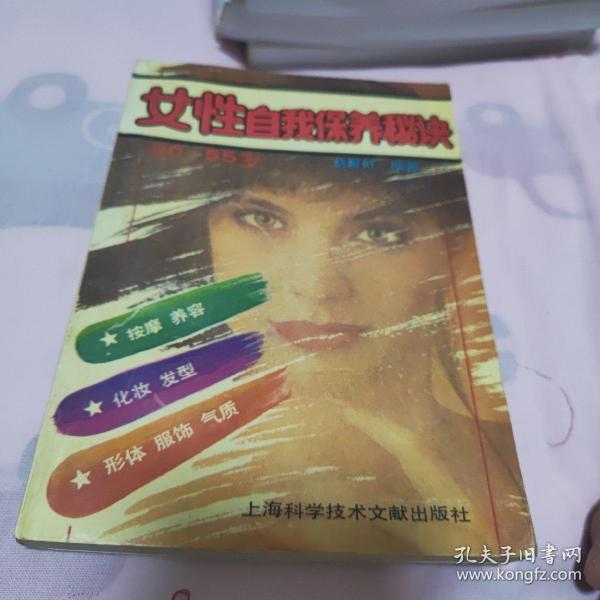 女性自我保养秘诀
★ 按摩 养容
★ 化妆 发型
★ 形体 服饰 气质
上海科学技术文献出版社
孔夫子旧书网
www.kongfz.com